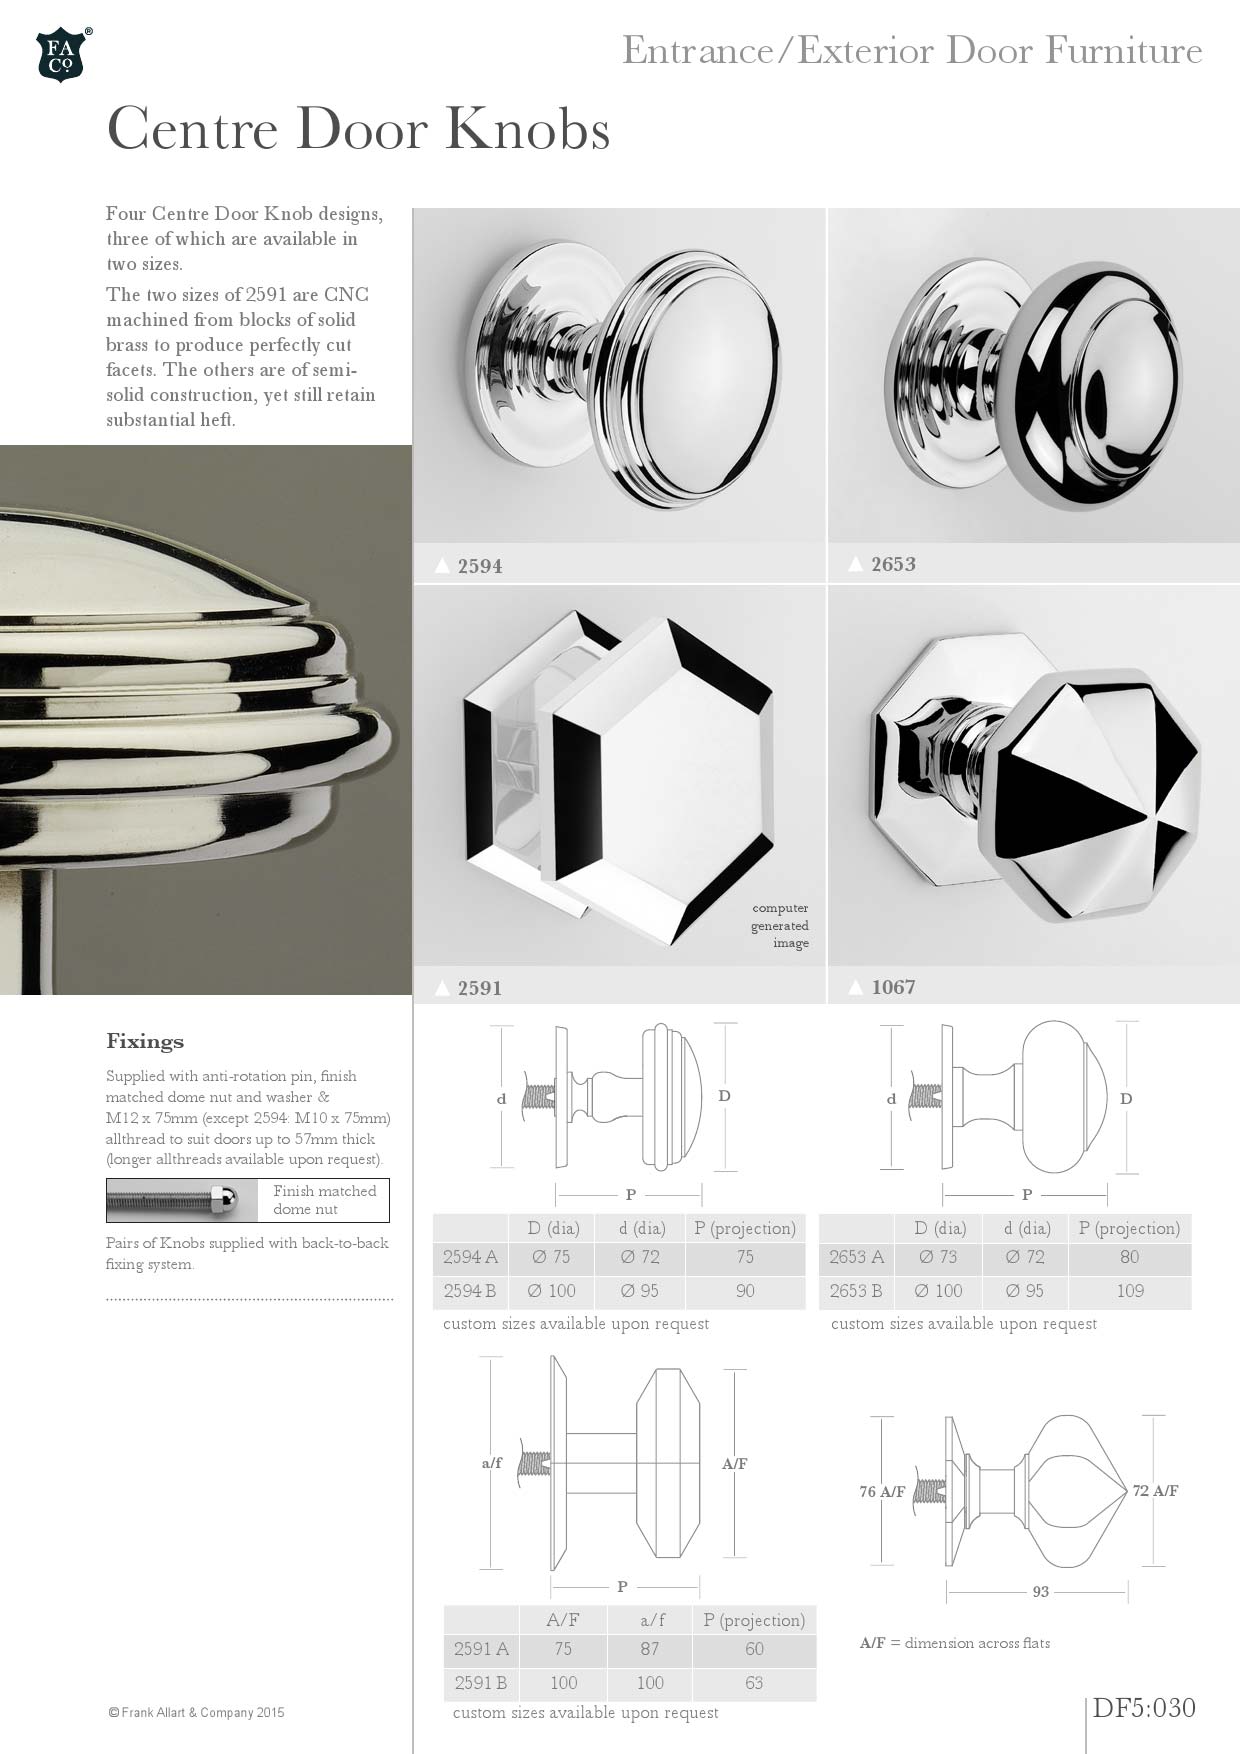 FA
Co.
®
Entrance/Exterior Door Furniture
Centre Door Knobs
Four Centre Door Knob designs,
three of which are available in
two sizes.
The two sizes of 2591 are CNC
machined from blocks of solid
brass to produce perfectly cut
facets. The others are of semi-
solid construction, yet still retain
substantial heft.
2594
2653
computer
generated
image
2591
1067
Fixings
Supplied with anti-rotation pin, finish
matched dome nut and washer &
M12 x 75mm (except 2594: M10 x 75mm)
allthread to suit doors up to 57mm thick
(longer allthreads available upon request).
Finish matched
dome nut
Pairs of Knobs supplied with back-to-back
fixing system.
d
D
P
D (dia) d (dia) P (projection)
2594 A Ø 75 Ø 72 75
2594 B Ø 100 Ø 95 90
custom sizes available upon request
d
D
P
D (dia) d (dia) P (projection)
2653 A Ø 73 Ø 72 80
2653 B Ø 100 Ø 95 109
custom sizes available upon request
a/f
A/F
P
A/F a/f P (projection)
2591 A 75 87 60
2591 B 100 100 63
custom sizes available upon request
76 A/F
72 A/F
93
A/F = dimension across flats
© Frank Allart & Company 2015
DF5:030